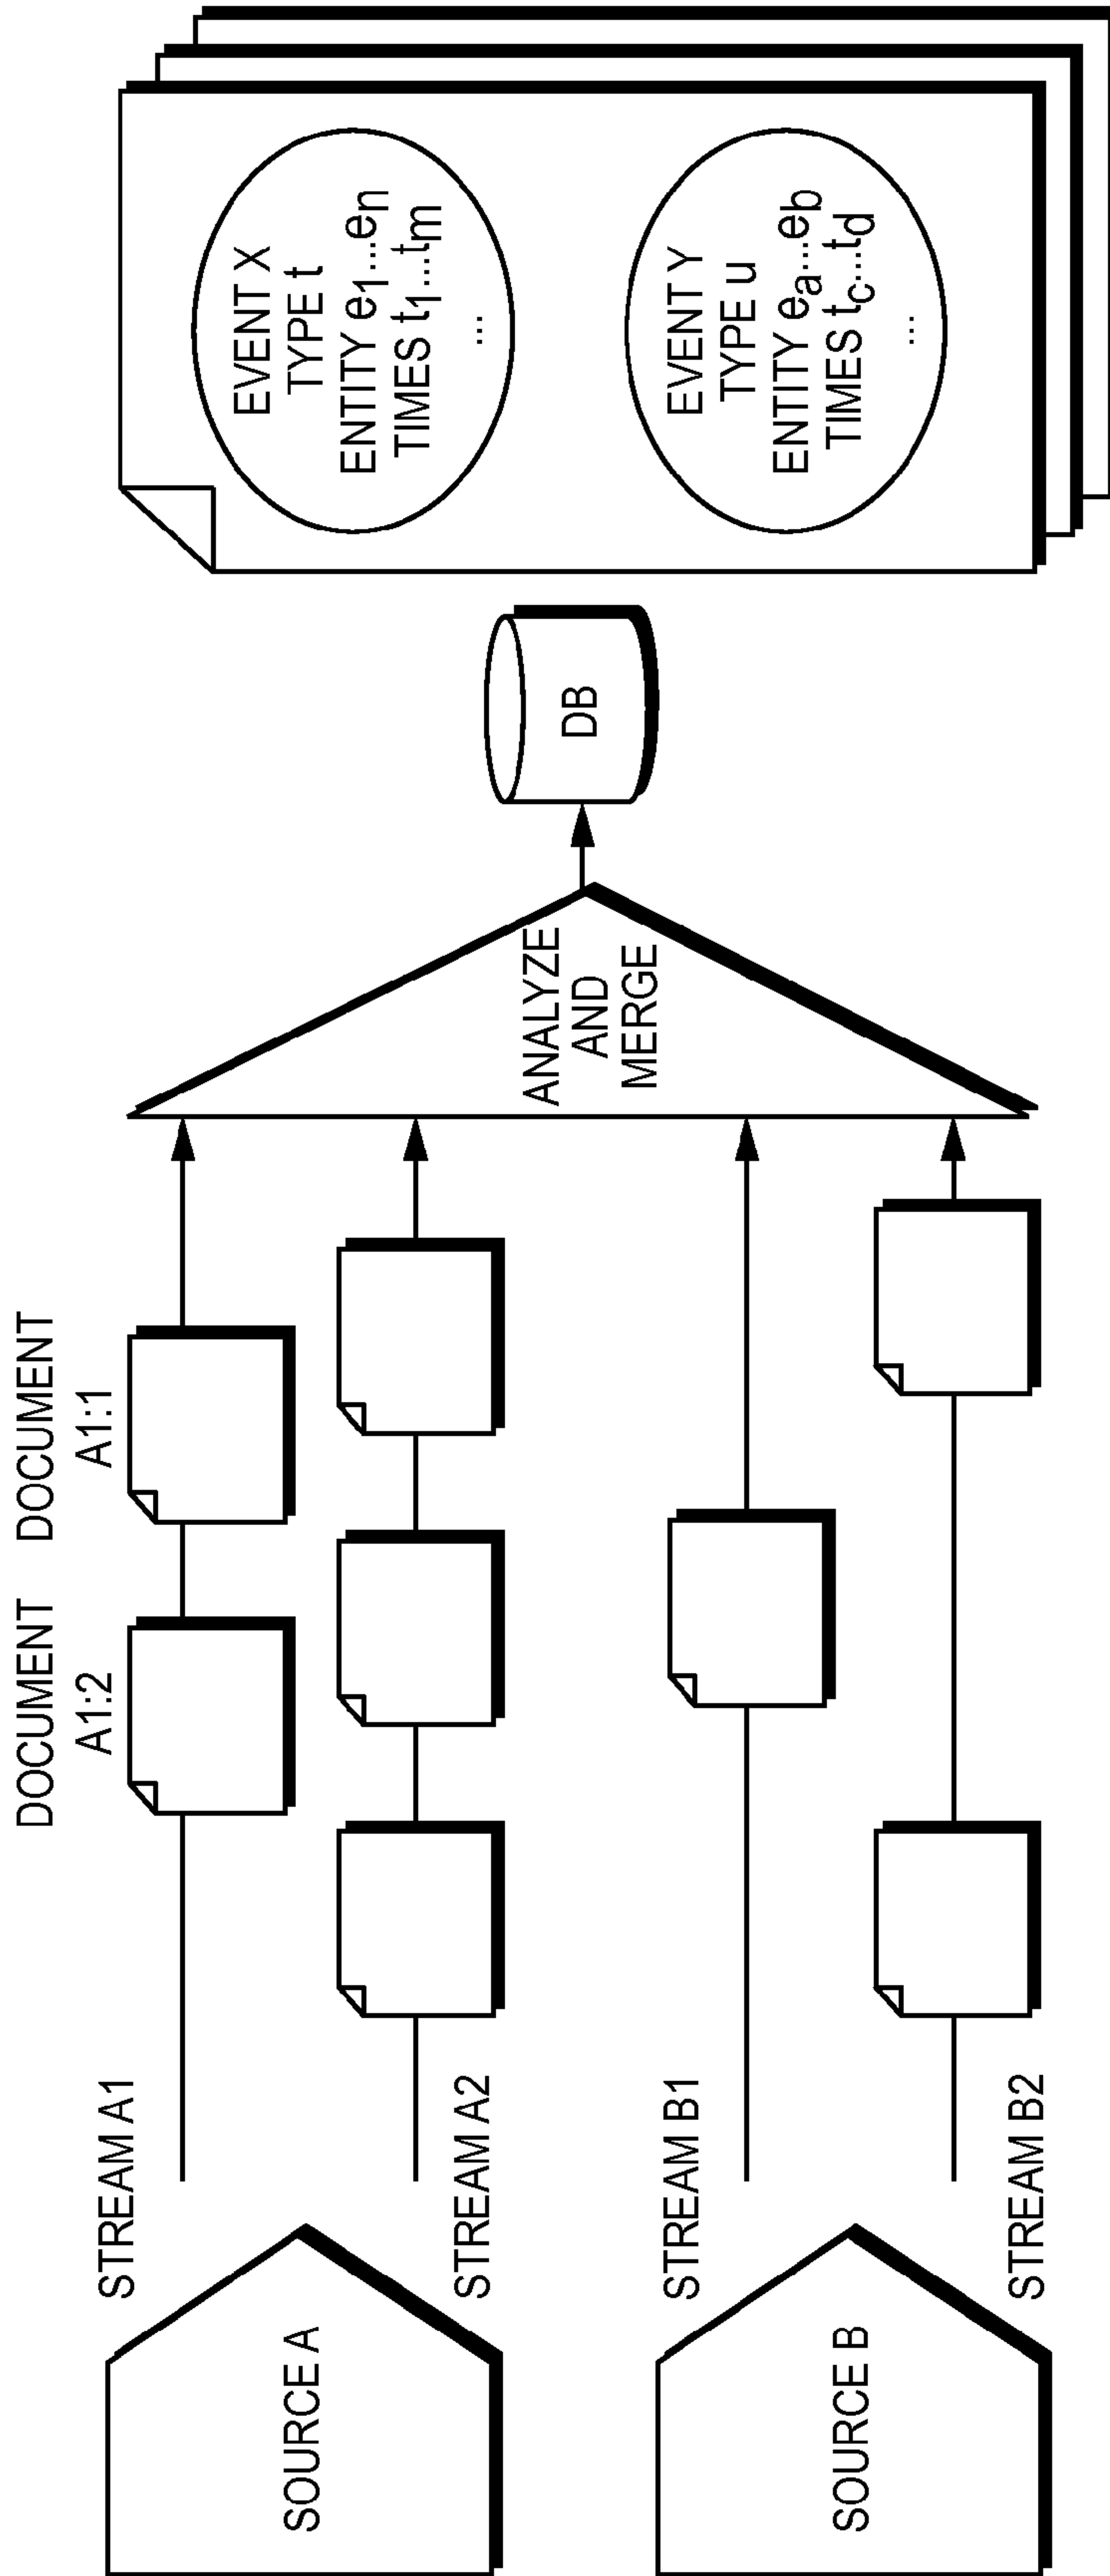 SOURCE A
STREAM A1
DOCUMENT
A1:2
DOCUMENT
A1:1
STREAM A2
SOURCE B
STREAM B1
STREAM B2
ANALYZE
AND
MERGE
DB
EVENT X
TYPE t
ENTITY e1...en
TIMES t1...tm
...
EVENT Y
TYPE u
ENTITY ea...eb
TIMES tc...td
...